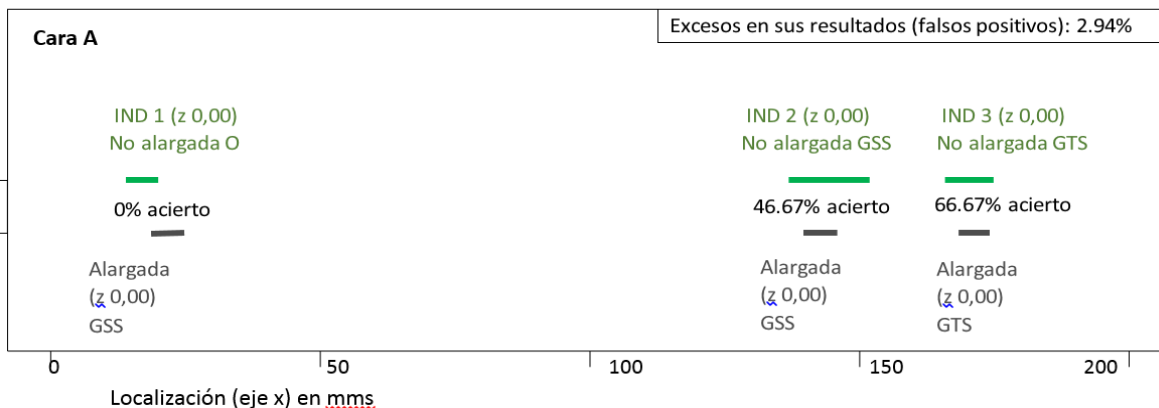 Cara A
Excesos en sus resultados (falsos positivos): 2.94%
IND 1 (z 0,00)
No alargada O
IND 2 (z 0,00)
No alargada GSS
IND 3 (z 0,00)
No alargada GTS
0% acierto
46.67% acierto
66.67% acierto
Alargada
(z 0,00)
GSS
Alargada
(z 0,00)
GSS
Alargada
(z 0,00)
GTS
0
50
100
150
200
Localización (eje x) en mms